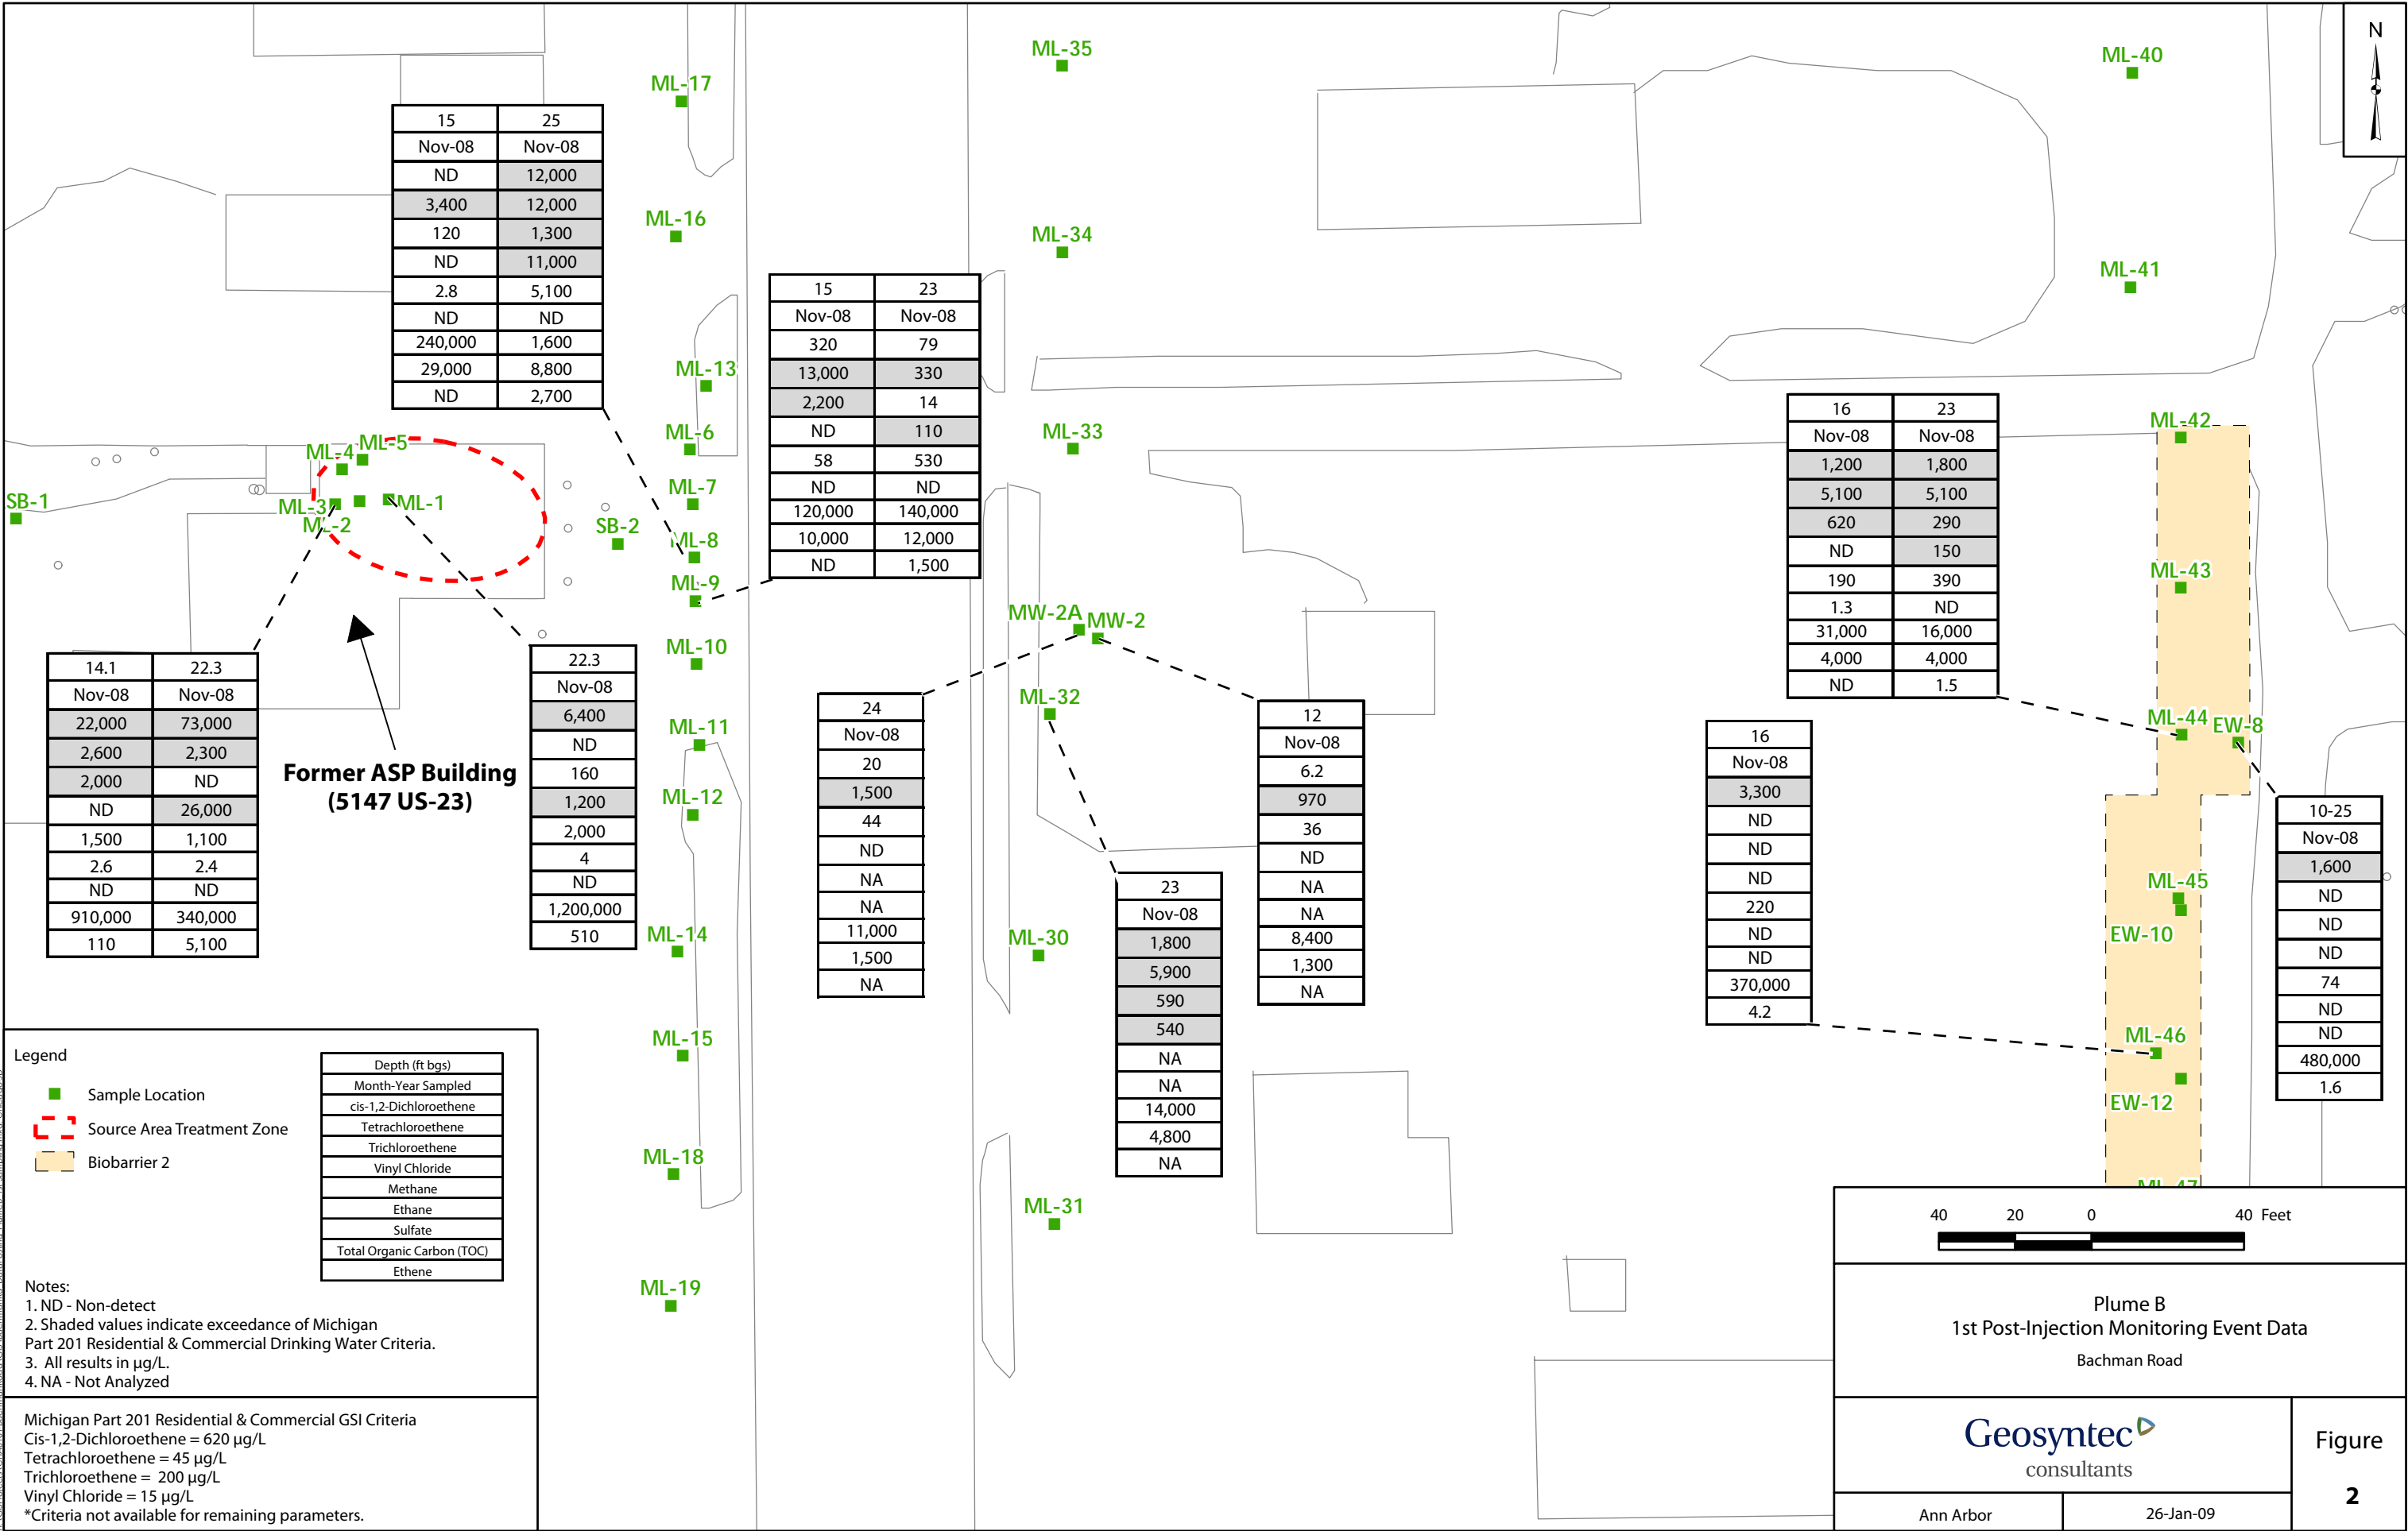 N
ML-35
ML-40
ML-17
15 25
Nov-08 Nov-08
ND 12,000
3,400 12,000
120 1,300
ND 11,000
2.8 5,100
ND ND
240,000 1,600
29,000 8,800
ND 2,700
ML-16
ML-34
ML-41
15 23
Nov-08 Nov-08
320 79
13,000 330
2,200 14
ND 110
58 530
ND ND
120,000 140,000
10,000 12,000
ND 1,500
ML-13
ML-6
ML-33
ML-42
16 23
Nov-08 Nov-08
1,200 1,800
5,100 5,100
620 290
ND 150
190 390
1.3 ND
31,000 16,000
4,000 4,000
ND 1.5
ML-5
ML-4
SB-1
ML-3
ML-1
ML-2
ML-7
SB-2
ML-8
ML-9
ML-43
MW-2A
MW-2
ML-10
ML-32
ML-11
ML-12
ML-44
EW-8
14.1 22.3
Nov-08 Nov-08
22,000 73,000
2,600 2,300
2,000 ND
ND 26,000
1,500 1,100
2.6 2.4
ND ND
910,000 340,000
110 5,100
Former ASP Building
(5147 US-23)
22.3
Nov-08
6,400
ND
160
1,200
2,000
4
ND
1,200,000
510
24
Nov-08
20
1,500
44
ND
NA
NA
11,000
1,500
NA
12
Nov-08
6.2
970
36
ND
NA
NA
8,400
1,300
NA
16
Nov-08
3,300
ND
ND
ND
220
ND
ND
370,000
4.2
10-25
Nov-08
1,600
ND
ND
ND
74
ND
ND
480,000
1.6
23
Nov-08
1,800
5,900
590
540
NA
NA
14,000
4,800
NA
ML-45
EW-10
ML-14
ML-30
ML-15
ML-46
EW-12
ML-18
ML-31
ML-47
ML-19
Legend
Sample Location
Source Area Treatment Zone
Biobarrier 2
Depth (ft bgs)
Month-Year Sampled
cis-1,2-Dichloroethene
Tetrachloroethene
Trichloroethene
Vinyl Chloride
Methane
Ethane
Sulfate
Total Organic Carbon (TOC)
Ethene
Notes:
1. ND - Non-detect
2. Shaded values indicate exceedance of Michigan
Part 201 Residential & Commercial Drinking Water Criteria.
3. All results in µg/L.
4. NA - Not Analyzed
Michigan Part 201 Residential & Commercial GSI Criteria
Cis-1,2-Dichloroethene = 620 µg/L
Tetrachloroethene = 45 µg/L
Trichloroethene = 200 µg/L
Vinyl Chloride = 15 µg/L
*Criteria not available for remaining parameters.
40 20 0 40 Feet
Plume B
1st Post-Injection Monitoring Event Data
Bachman Road
Geosyntec
consultants
Figure
2
Ann Arbor
26-Jan-09